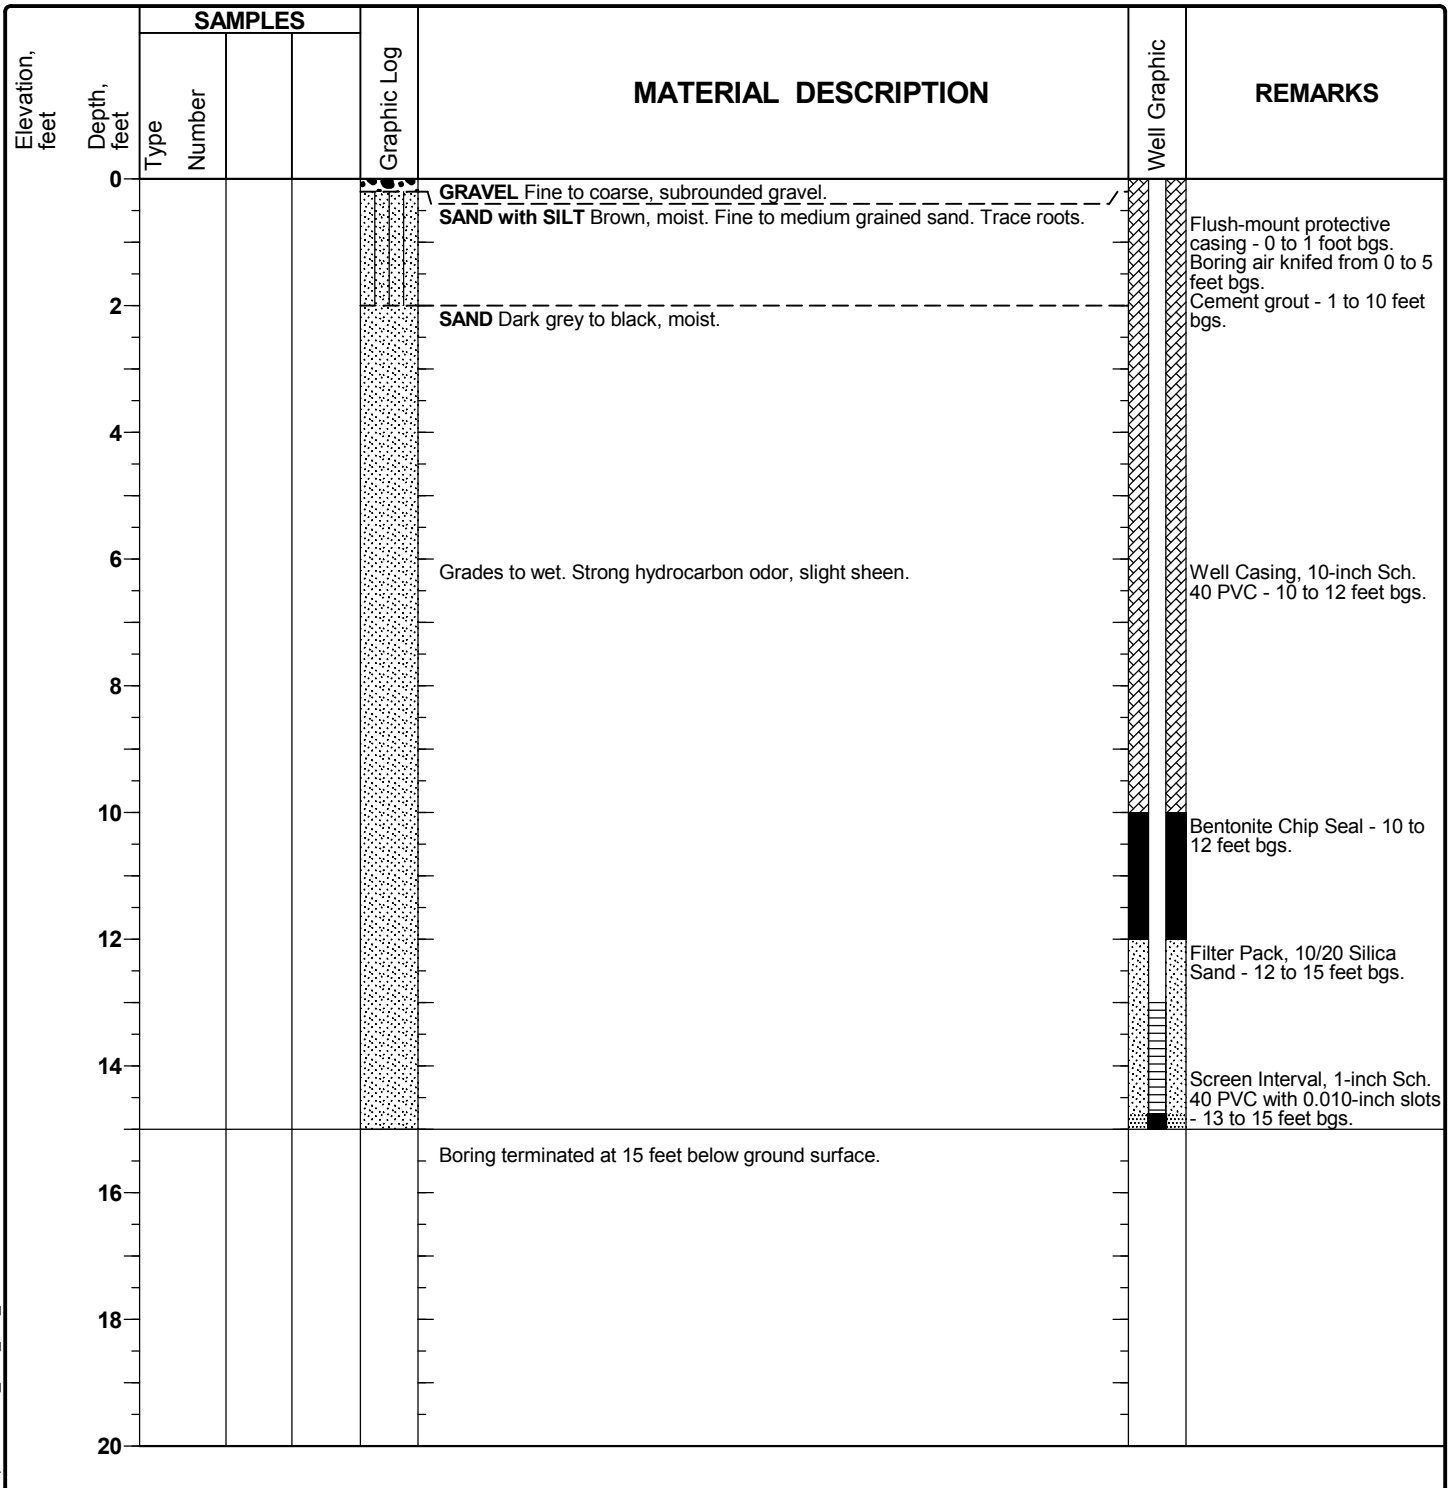 SAMPLES
Elevation,
feet
Depth,
feet
Type
Number
Graphic Log
MATERIAL DESCRIPTION
Well Graphic
REMARKS
0
GRAVEL Fine to coarse, subrounded gravel.
SAND with SILT Brown, moist. Fine to medium grained sand. Trace roots.
Flush-mount protective
casing - 0 to 1 foot bgs.
Boring air knifed from 0 to 5
feet bgs.
Cement grout - 1 to 10 feet
bgs.
2
SAND Dark grey to black, moist.
4
6
Grades to wet. Strong hydrocarbon odor, slight sheen.
Well Casing, 10-inch Sch.
40 PVC - 10 to 12 feet bgs.
8
10
Bentonite Chip Seal - 10 to
12 feet bgs.
12
Filter Pack, 10/20 Silica
Sand - 12 to 15 feet bgs.
14
Screen Interval, 1-inch Sch.
40 PVC with 0.010-inch slots
- 13 to 15 feet bgs.
Boring terminated at 15 feet below ground surface.
16
18
20